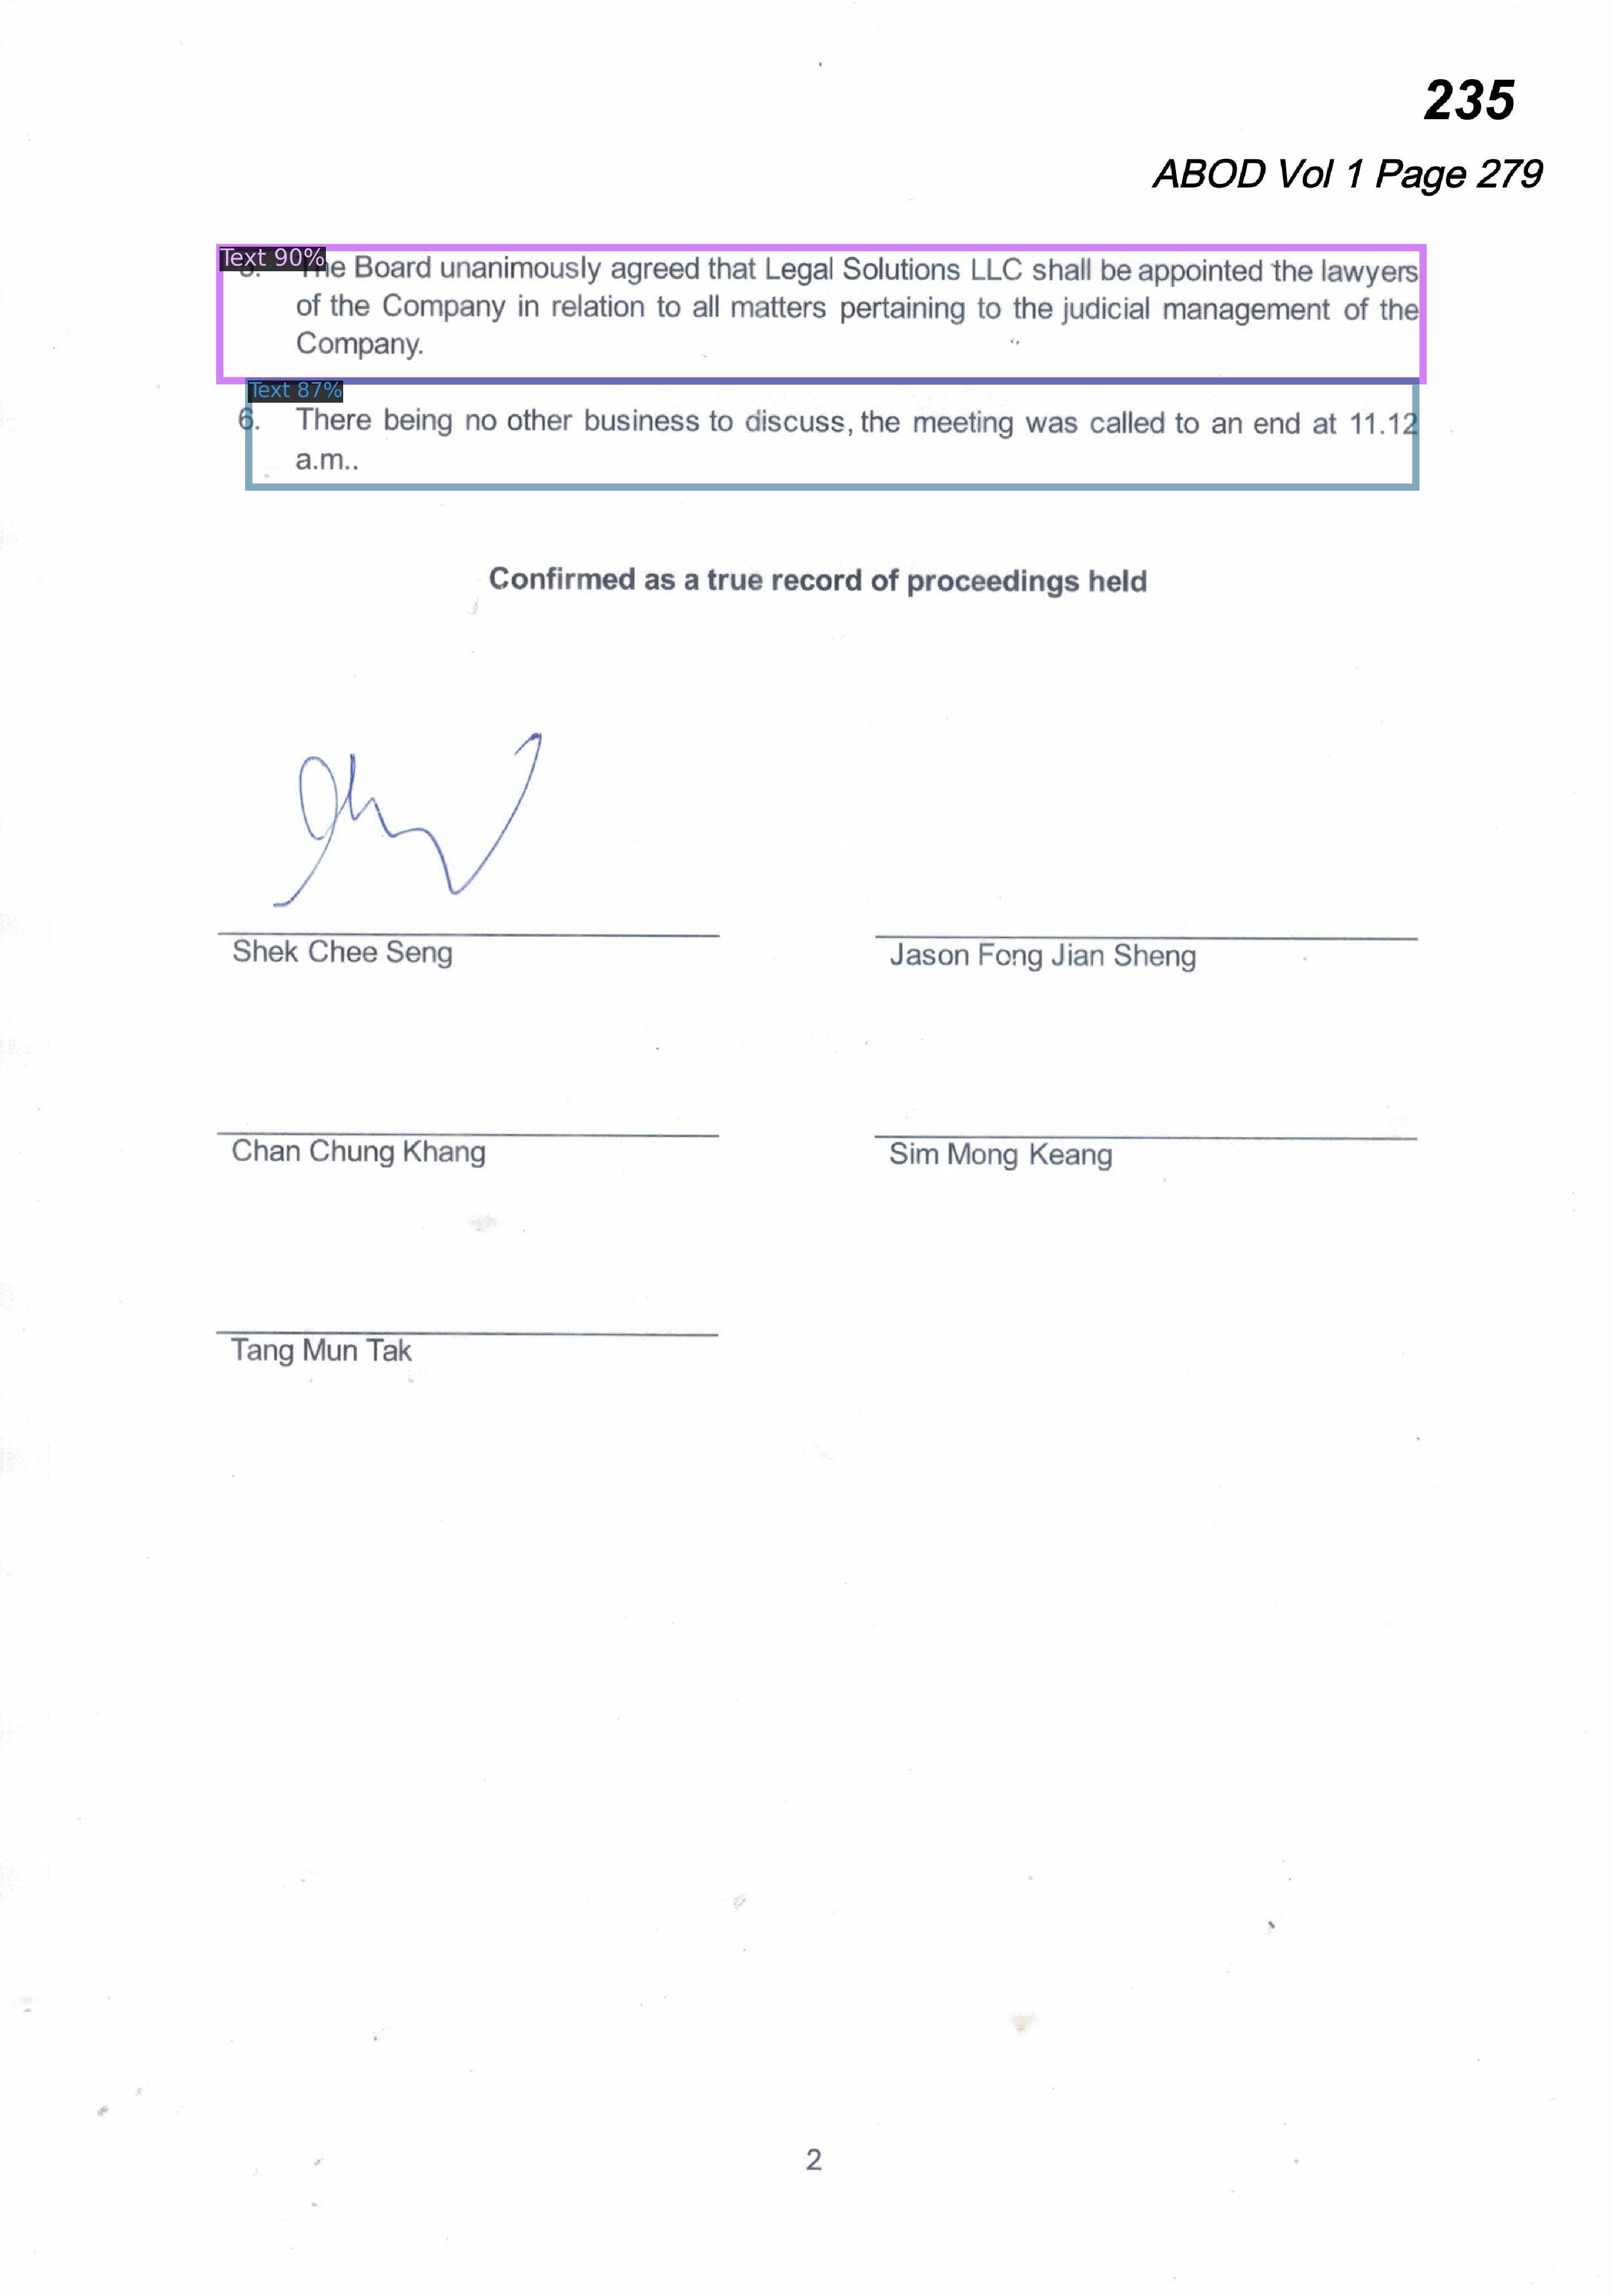 235
ABOD Vol 1 Page 279
Text 90%
The Board unanimously agreed that Legal Solutions LLC shall be appointed the lawyers
of the Company in relation to all matters pertaining to the judicial management of the
Company.
Text 87%
6. There being no other business to discuss, the meeting was called to an end at 11.12
a.m..
Confirmed as a true record of proceedings held
Shek Chee Seng
Jason Fong Jian Sheng
Chan Chung Khang
Sim Mong Keang
Tang Mun Tak
2